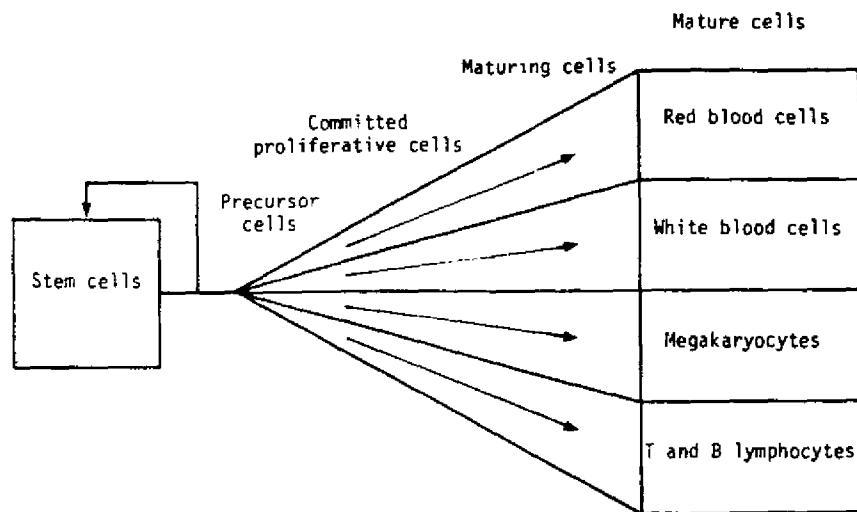 Mature cells
Maturing cells
Committed
proliferative cells
Precursor
cells
Stem cells
Red blood cells
White blood cells
Megakaryocytes
T and B lymphocytes